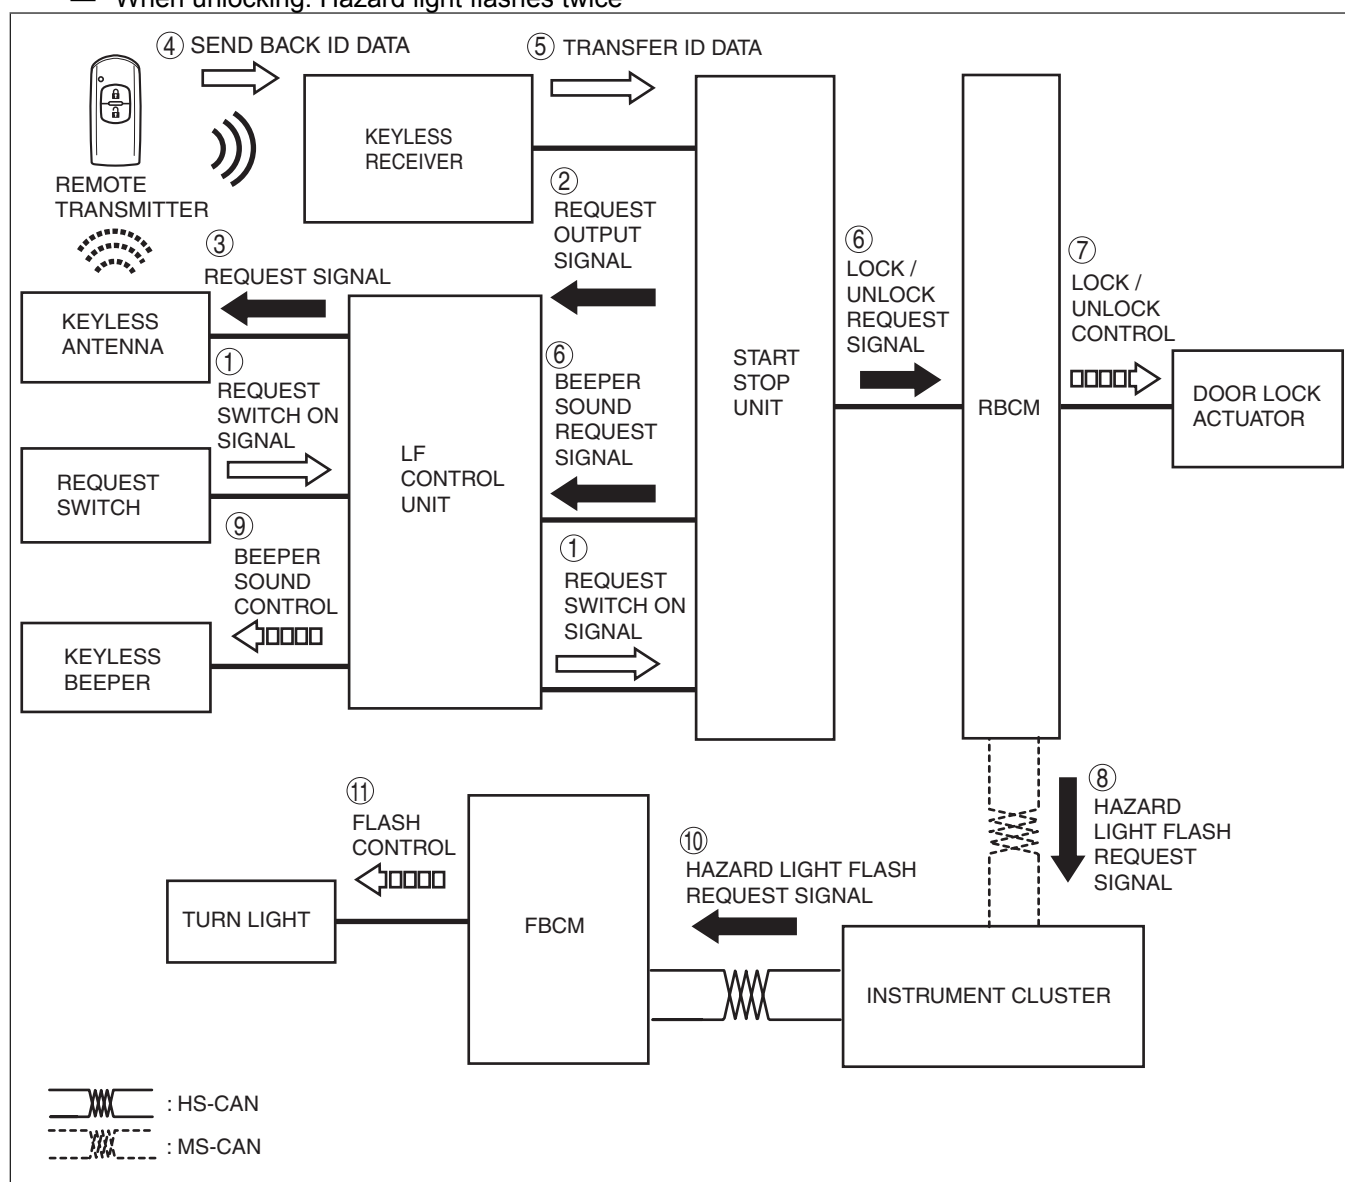 When unlocking: Hazard light flashes twice
④ SEND BACK ID DATA
⑤ TRANSFER ID DATA
KEYLESS
RECEIVER
REMOTE
TRANSMITTER
②
REQUEST
OUTPUT
SIGNAL
③
REQUEST SIGNAL
⑥
LOCK /
UNLOCK
REQUEST
SIGNAL
⑦
LOCK /
UNLOCK
CONTROL
KEYLESS
ANTENNA
①
REQUEST
SWITCH ON
SIGNAL
⑥
BEEPER
SOUND
REQUEST
SIGNAL
START
STOP
UNIT
RBCM
DOOR LOCK
ACTUATOR
LF
CONTROL
UNIT
REQUEST
SWITCH
⑨
BEEPER
SOUND
CONTROL
①
REQUEST
SWITCH ON
SIGNAL
KEYLESS
BEEPER
⑧
HAZARD
LIGHT FLASH
REQUEST
SIGNAL
⑪
FLASH
CONTROL
⑩
HAZARD LIGHT FLASH
REQUEST SIGNAL
TURN LIGHT
FBCM
INSTRUMENT CLUSTER
: HS-CAN
: MS-CAN